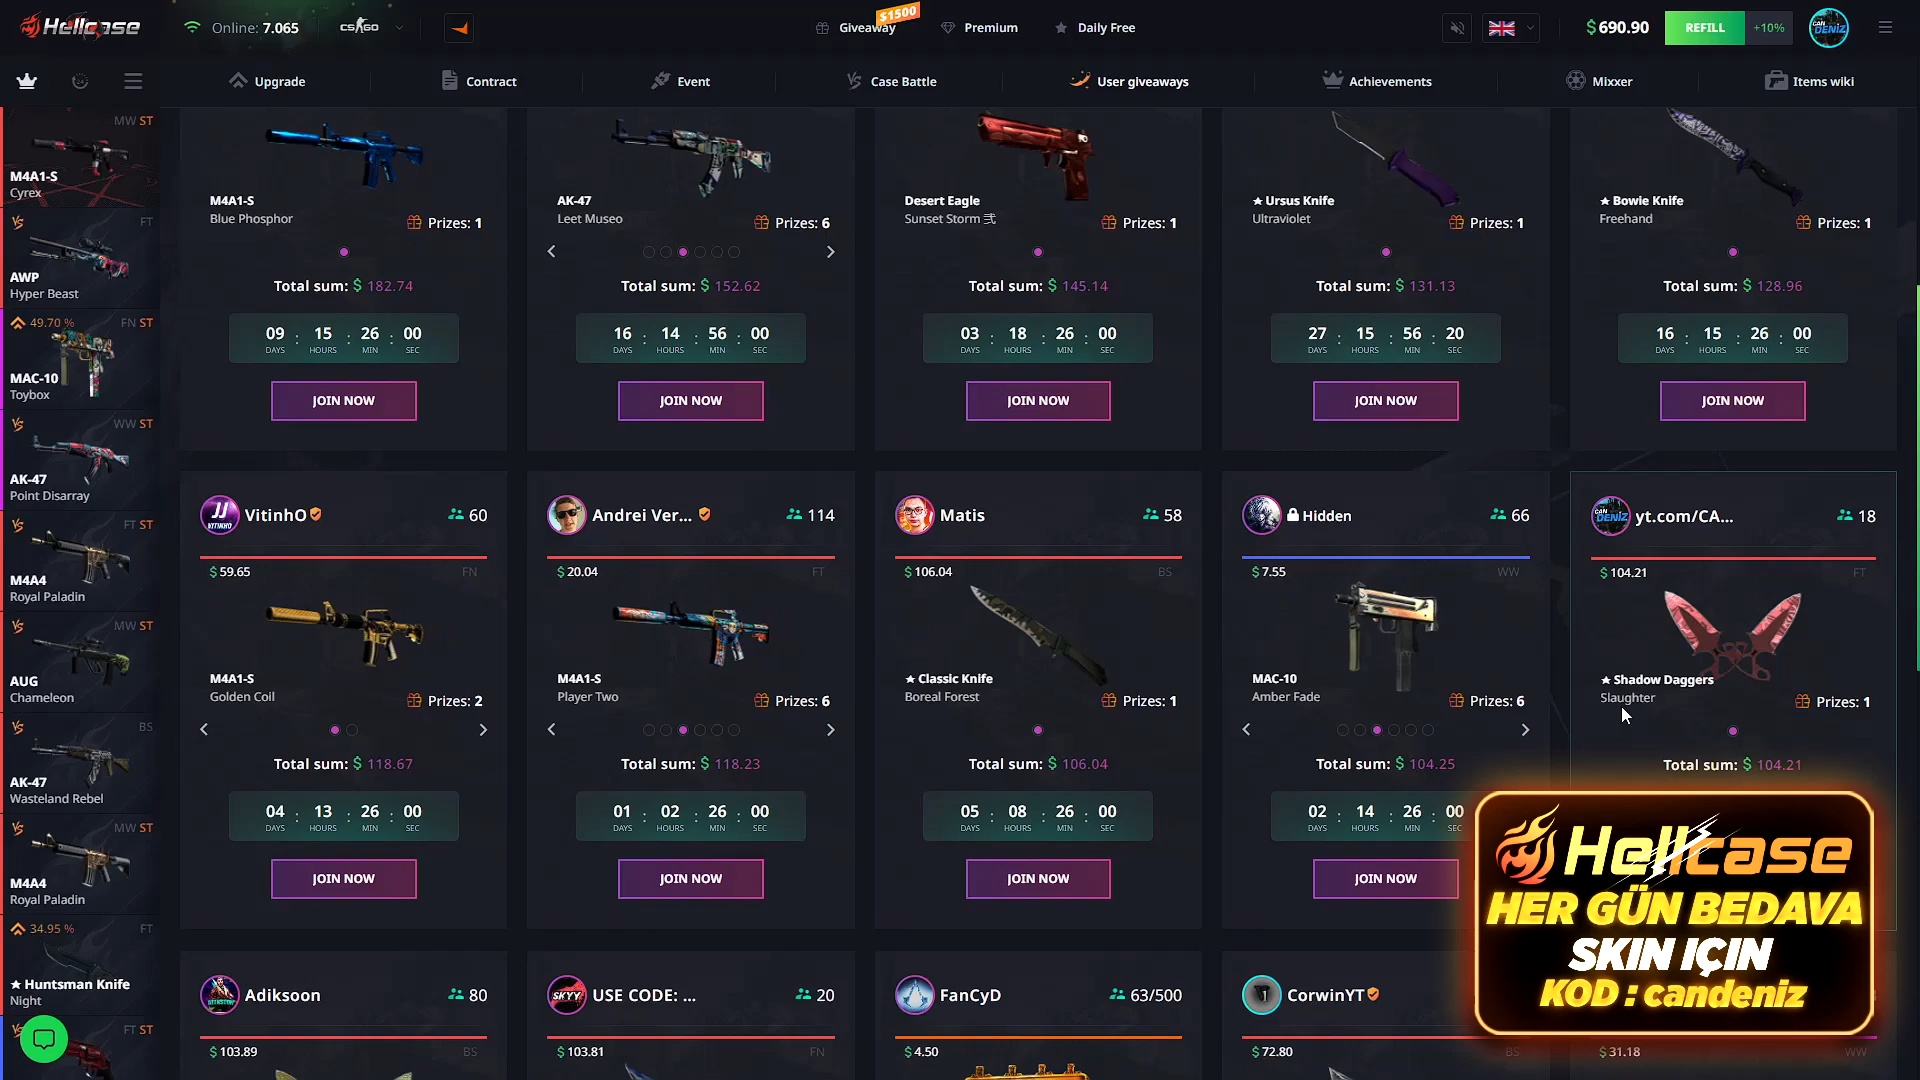 Hellcase
Online: 7.065
CS:GO
Giveaway
$1500
Premium
Daily Free
$ 690.90
REFILL
+10%
CAN DENIZ
24
Upgrade
Contract
Event
Case Battle
User giveaways
Achievements
Mixxer
Items wiki
MW ST
M4A1-S
Cyrex
FT
AWP
Hyper Beast
49.70 %
FN ST
MAC-10
Toybox
WW ST
AK-47
Point Disarray
FT ST
M4A4
Royal Paladin
MW ST
AUG
Chameleon
BS
AK-47
Wasteland Rebel
MW ST
M4A4
Royal Paladin
34.95 %
FT
★ Huntsman Knife
Night
FT ST
M4A1-S
Blue Phosphor
Prizes: 1
Total sum: $ 182.74
09 : 15 : 26 : 00
DAYS HOURS MIN SEC
JOIN NOW
AK-47
Leet Museo
Prizes: 6
Total sum: $ 152.62
16 : 14 : 56 : 00
DAYS HOURS MIN SEC
JOIN NOW
Desert Eagle
Sunset Storm 弐
Prizes: 1
Total sum: $ 145.14
03 : 18 : 26 : 00
DAYS HOURS MIN SEC
JOIN NOW
★ Ursus Knife
Ultraviolet
Prizes: 1
Total sum: $ 131.13
27 : 15 : 56 : 20
DAYS HOURS MIN SEC
JOIN NOW
★ Bowie Knife
Freehand
Prizes: 1
Total sum: $ 128.96
16 : 15 : 26 : 00
DAYS HOURS MIN SEC
JOIN NOW
JJ VITINHO
VitinhO
60
$ 59.65
FN
M4A1-S
Golden Coil
Prizes: 2
Total sum: $ 118.67
04 : 13 : 26 : 00
DAYS HOURS MIN SEC
JOIN NOW
Andrei Ver...
114
$ 20.04
FT
M4A1-S
Player Two
Prizes: 6
Total sum: $ 118.23
01 : 02 : 26 : 00
DAYS HOURS MIN SEC
JOIN NOW
Matis
58
$ 106.04
BS
★ Classic Knife
Boreal Forest
Prizes: 1
Total sum: $ 106.04
05 : 08 : 26 : 00
DAYS HOURS MIN SEC
JOIN NOW
Hidden
66
$ 7.55
WW
MAC-10
Amber Fade
Prizes: 6
Total sum: $ 104.25
02 : 14 : 26 : 00
DAYS HOURS MIN SEC
JOIN NOW
CAN DENIZ
yt.com/CA...
18
$ 104.21
FT
★ Shadow Daggers
Slaughter
Prizes: 1
Total sum: $ 104.21
Adiksoon
80
$ 103.89
BS
SKYY
USE CODE: ...
20
$ 103.81
FN
FanCyD
63/500
$ 4.50
CorwinYT
$ 72.80
BS
$ 31.18
WW
Hellcase
HER GÜN BEDAVA
SKIN IÇIN
KOD : candeniz